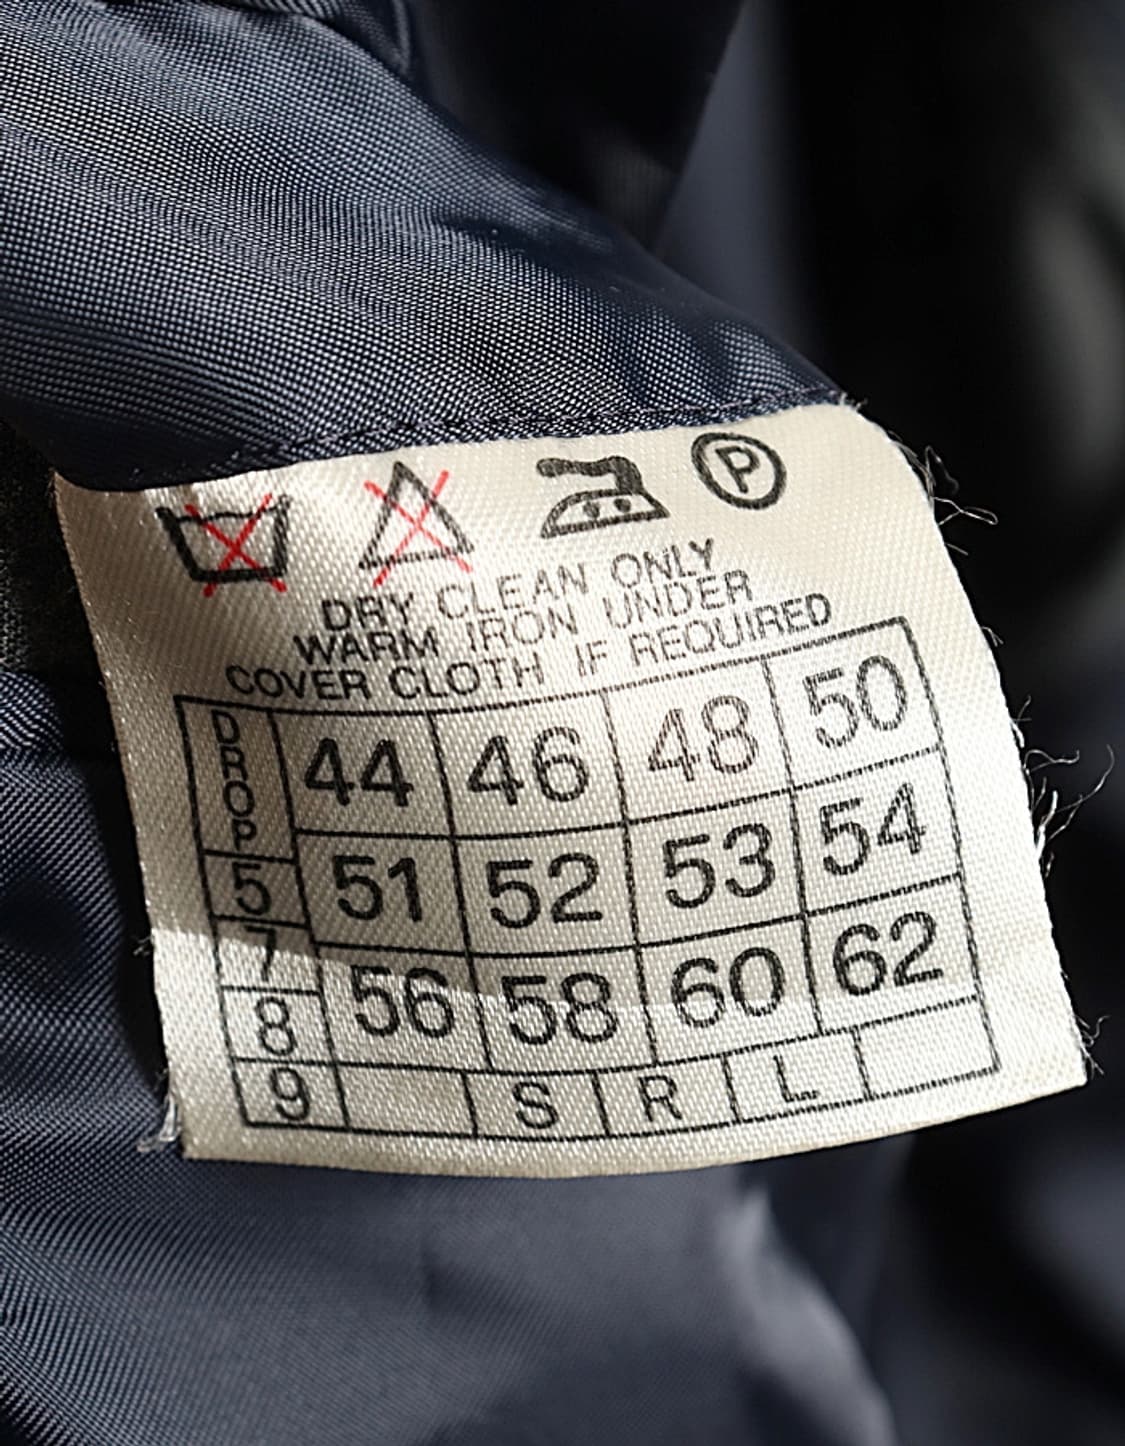 P
DRY CLEAN ONLY
WARM IRON UNDER
COVER CLOTH IF REQUIRED
DROP 44 46 48 50
5 51 52 53 54
7
8 56 58 60 62
9 S R L